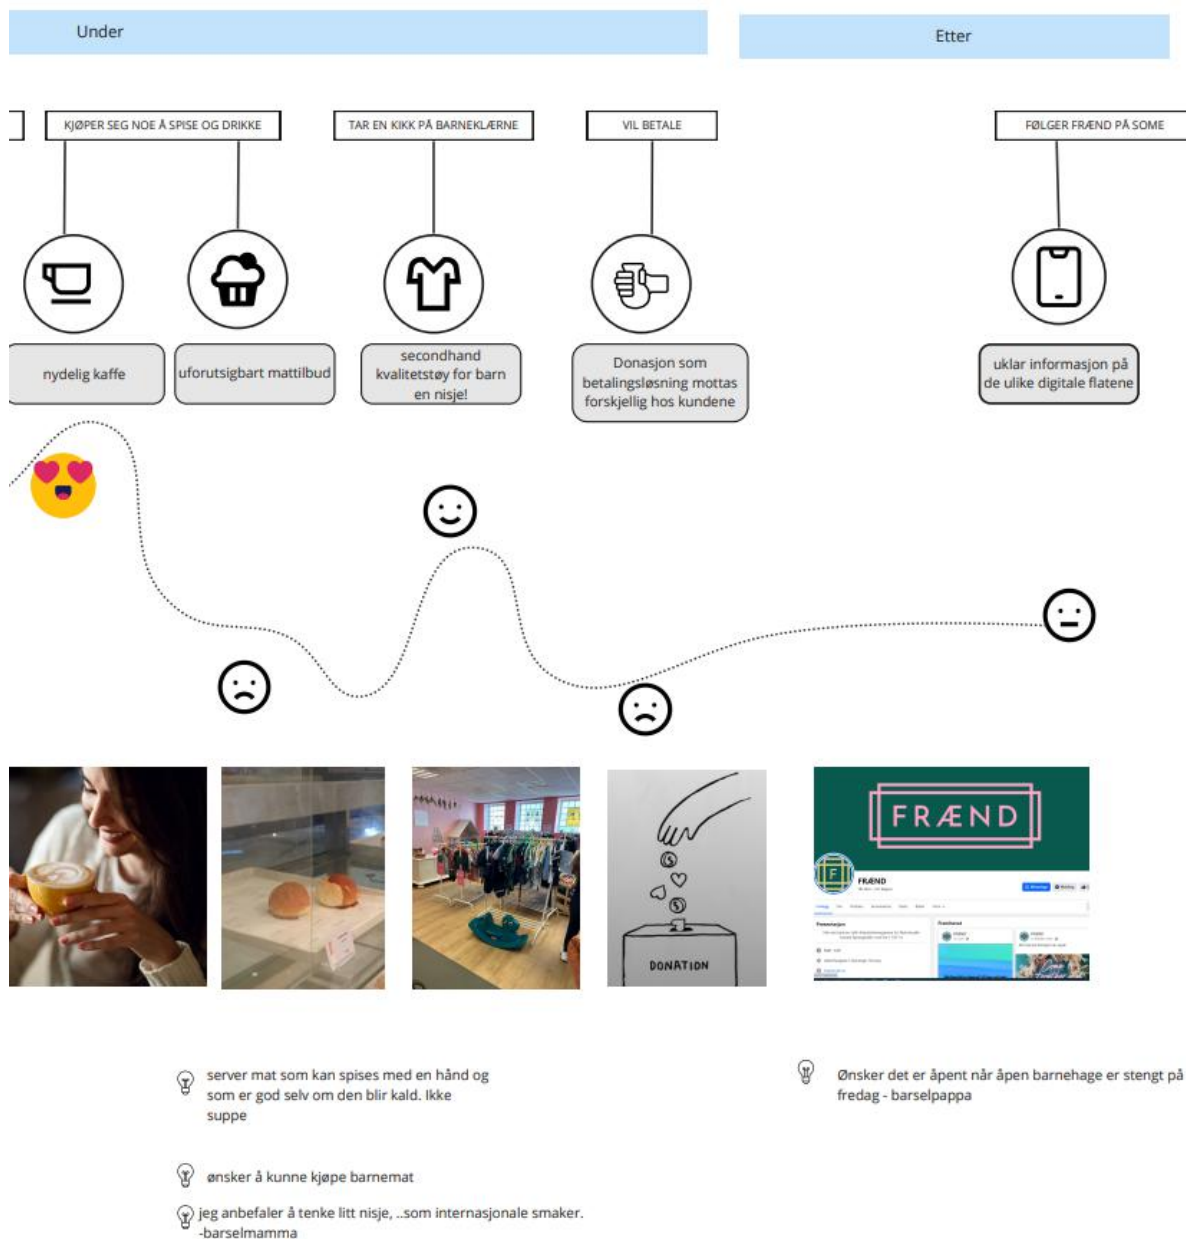 Under
Etter
KJØPER SEG NOE Å SPISE OG DRIKKE
TAR EN KIKK PÅ BARNEKLÆRNE
VIL BETALE
FØLGER FRÆND PÅ SOME
nydelig kaffe
uforutsigbart mattilbud
secondhand
kvalitetstøy for barn
en nisje!
Donasjon som
betalingsløsning mottas
forskjellig hos kundene
uklar informasjon på
de ulike digitale flatene
DONATION
FRÆND
F
FRÆND
server mat som kan spises med en hånd og
som er god selv om den blir kald. Ikke
suppe
ønsker å kunne kjøpe barnemat
jeg anbefaler å tenke litt nisje, ..som internasjonale smaker.
-barselmamma
Ønsker det er åpent når åpen barnehage er stengt på
fredag - barselpappa